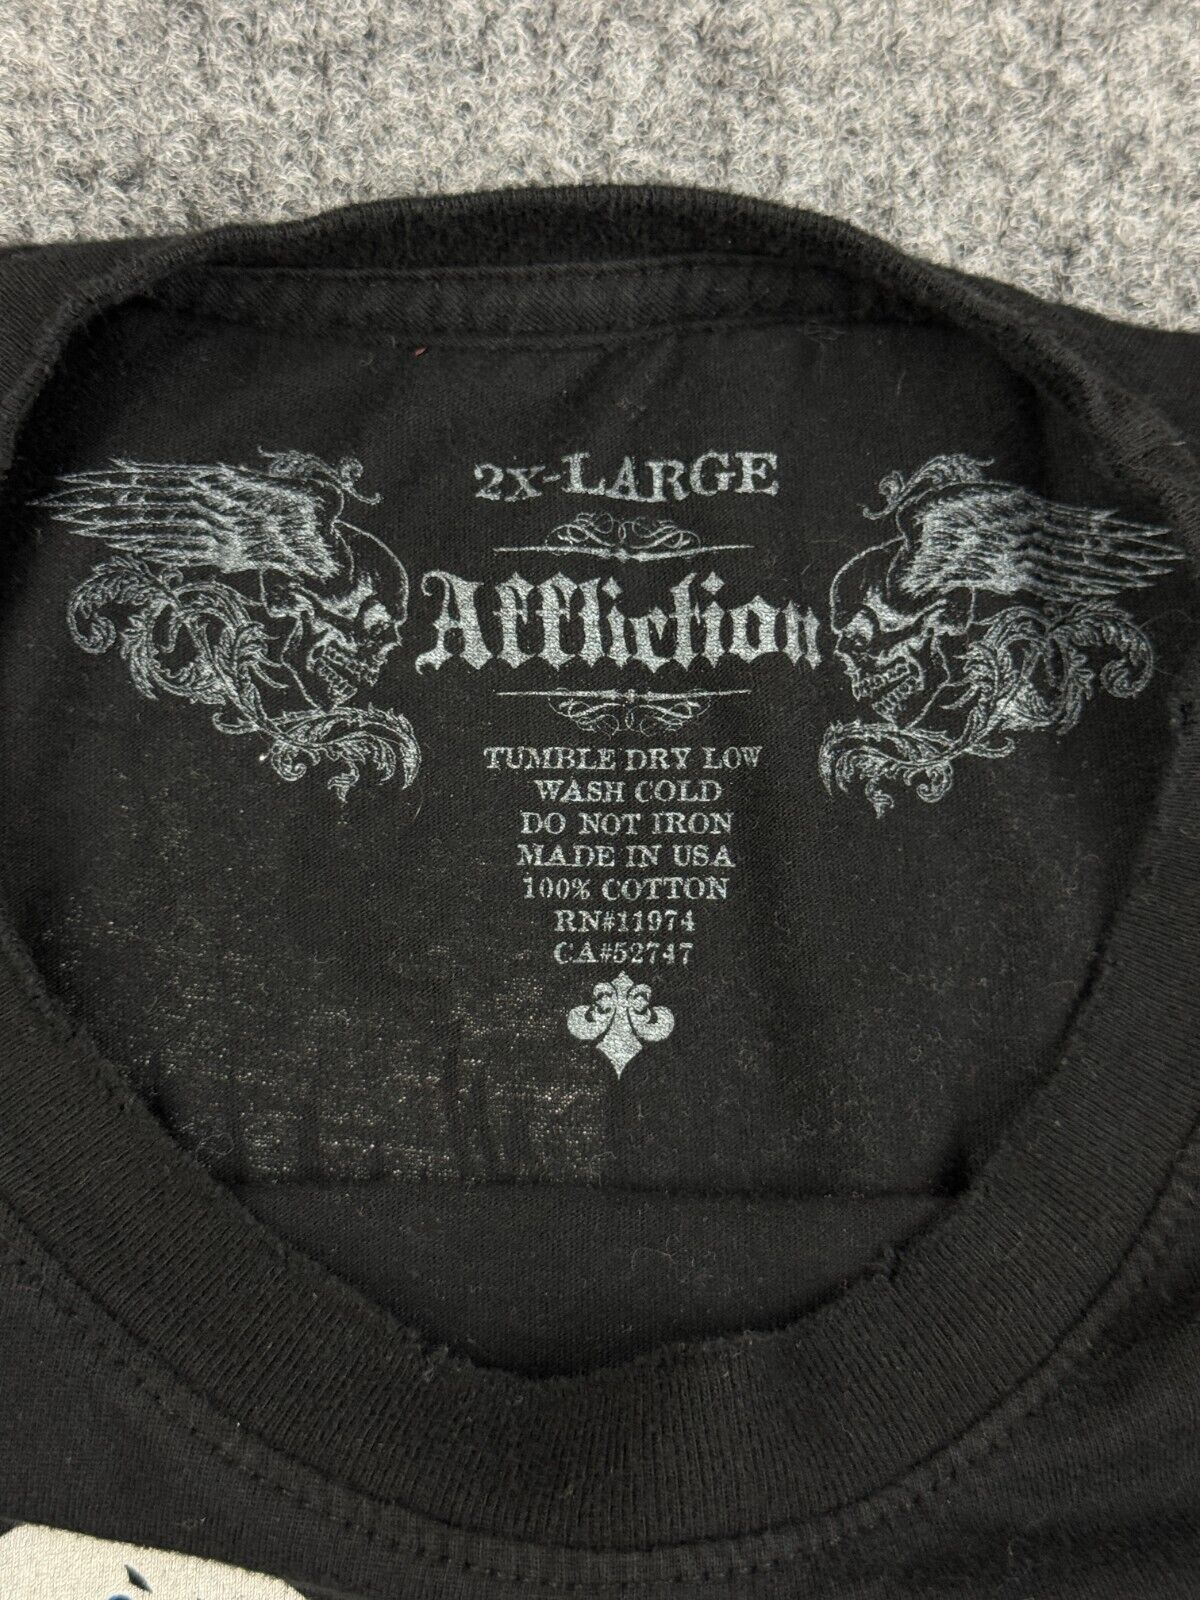 2X-LARGE
Affliction
TUMBLE DRY LOW
WASH COLD
DO NOT IRON
MADE IN USA
100% COTTON
RN#11974
CA#52747